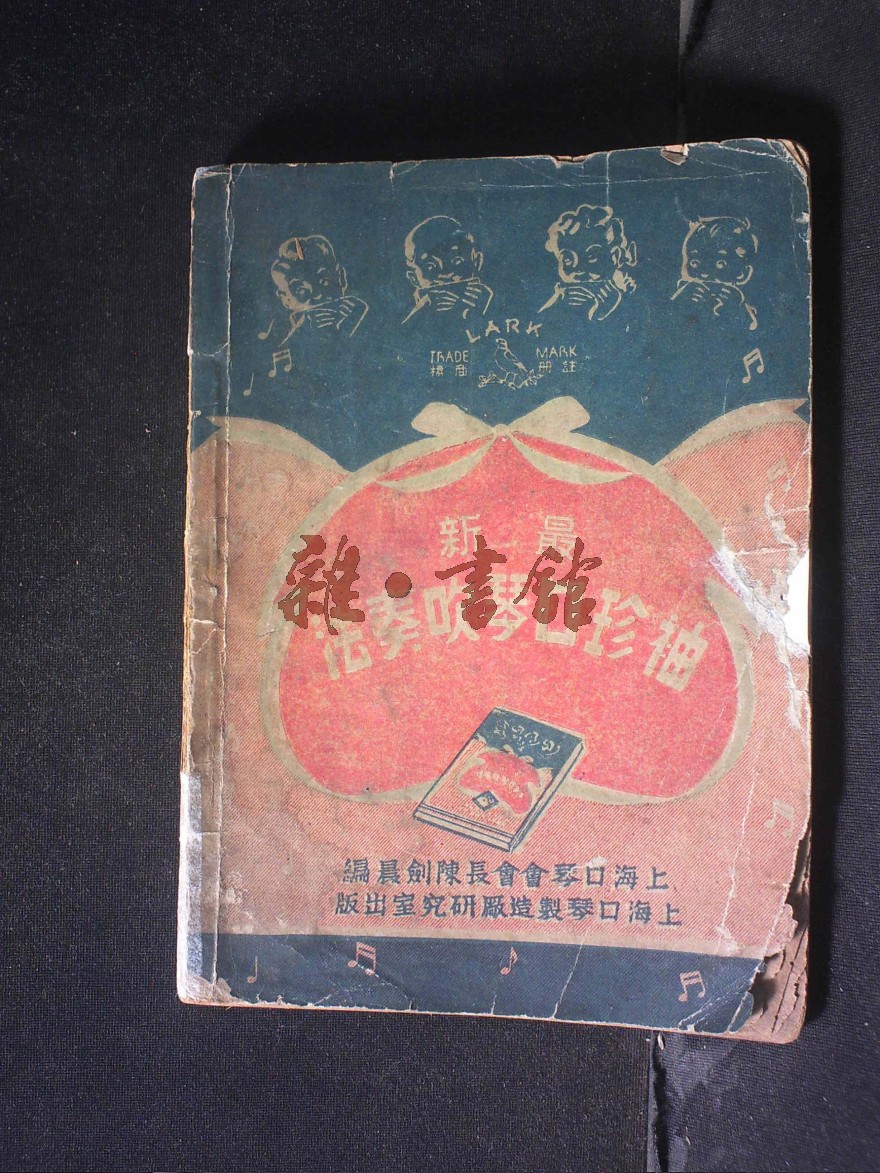 LARK
TRADE MARK
註冊 商標
最新
袖珍口琴吹奏法
雜·書館
上海口琴會會長陳劍晨編
上海口琴製造廠研究室出版